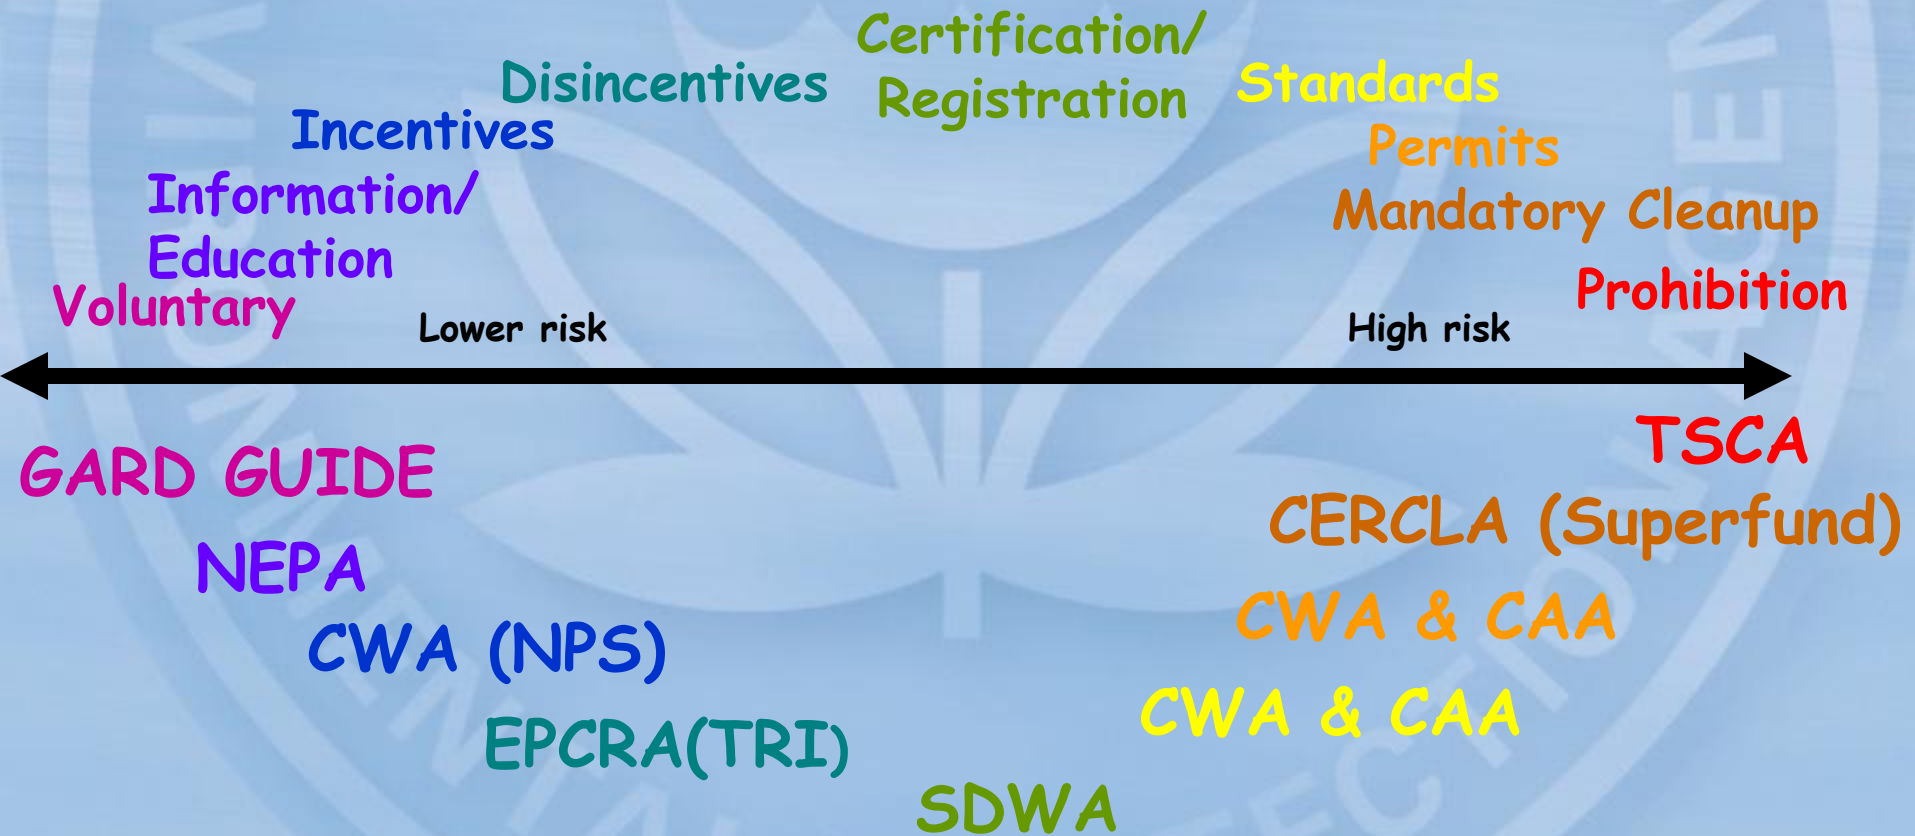 Certification/
Registration
Disincentives
Standards
Incentives
Permits
Information/
Education
Mandatory Cleanup
Voluntary
Prohibition
Lower risk
High risk
TSCA
GARD GUIDE
CERCLA (Superfund)
NEPA
CWA & CAA
CWA (NPS)
CWA & CAA
EPCRA(TRI)
SDWA